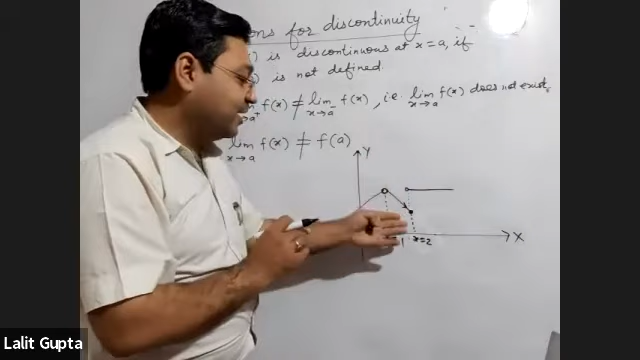 ons for discontinuity
) is discontinuous at x=a, if
) is not defined.
lim x→a⁺ f(x) ≠ lim x→a⁻ f(x), i.e. lim x→a f(x) does not exist.
lim x→a f(x) ≠ f(a)
Y
1 x=2 X
Lalit Gupta